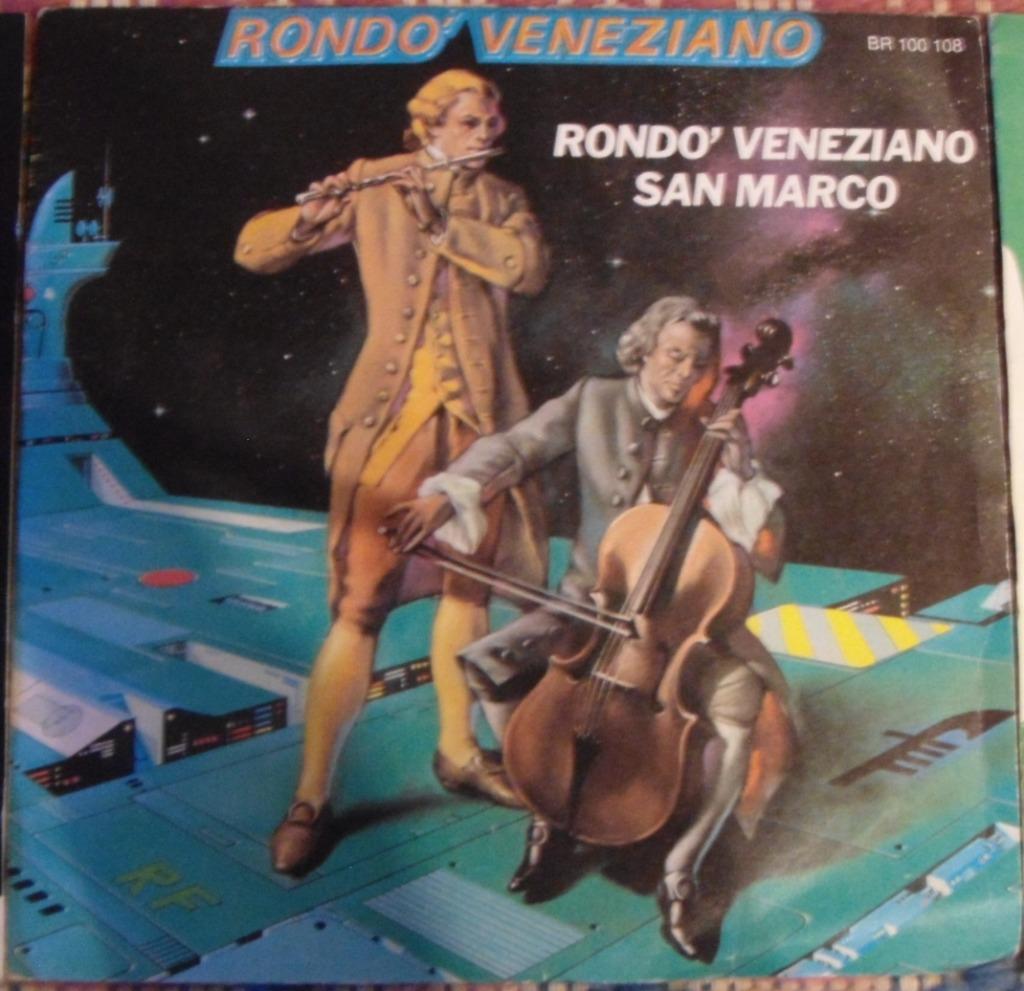 RONDO' VENEZIANO
BR 100 108
RONDO' VENEZIANO
SAN MARCO
RF